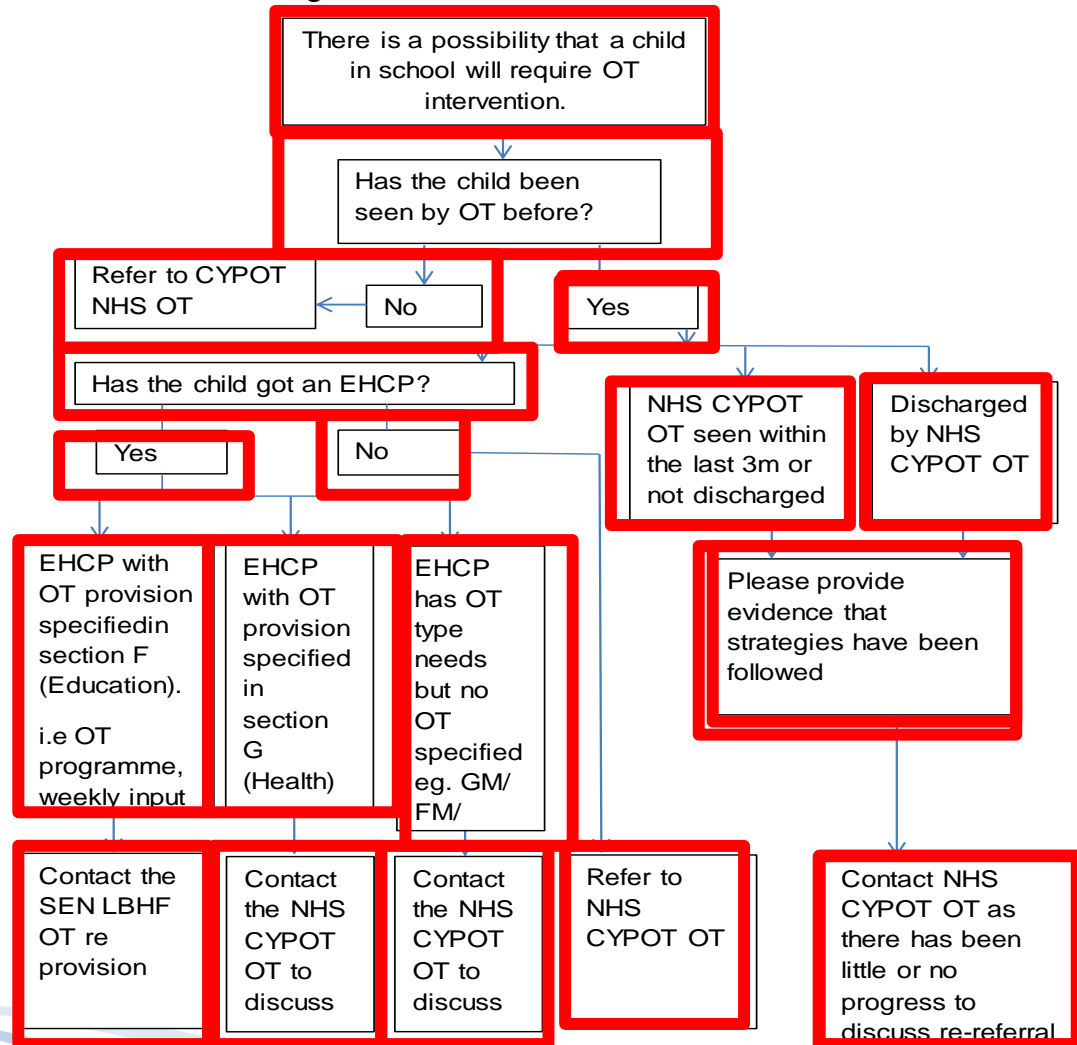 There is a possibility that a child
in school will require OT
intervention.
Has the child been
seen by OT before?
Refer to CYPOT
NHS OT
No
Yes
Has the child got an EHCP?
Yes
No
NHS CYPOT
OT seen within
the last 3m or
not discharged
Discharged
by NHS
CYPOT OT
EHCP with
OT provision
specifiedin
section F
(Education).
i.e OT
programme,
weekly input
EHCP
with OT
provision
specified
in
section
G
(Health)
EHCP
has OT
type
needs
but no
OT
specified
eg. GM/
FM/
Please provide
evidence that
strategies have been
followed
Contact the
SEN LBHF
OT re
provision
Contact
the NHS
CYPOT
OT to
discuss
Contact
the NHS
CYPOT
OT to
discuss
Refer to
NHS
CYPOT OT
Contact NHS
CYPOT OT as
there has been
little or no
progress to
discuss re-referral